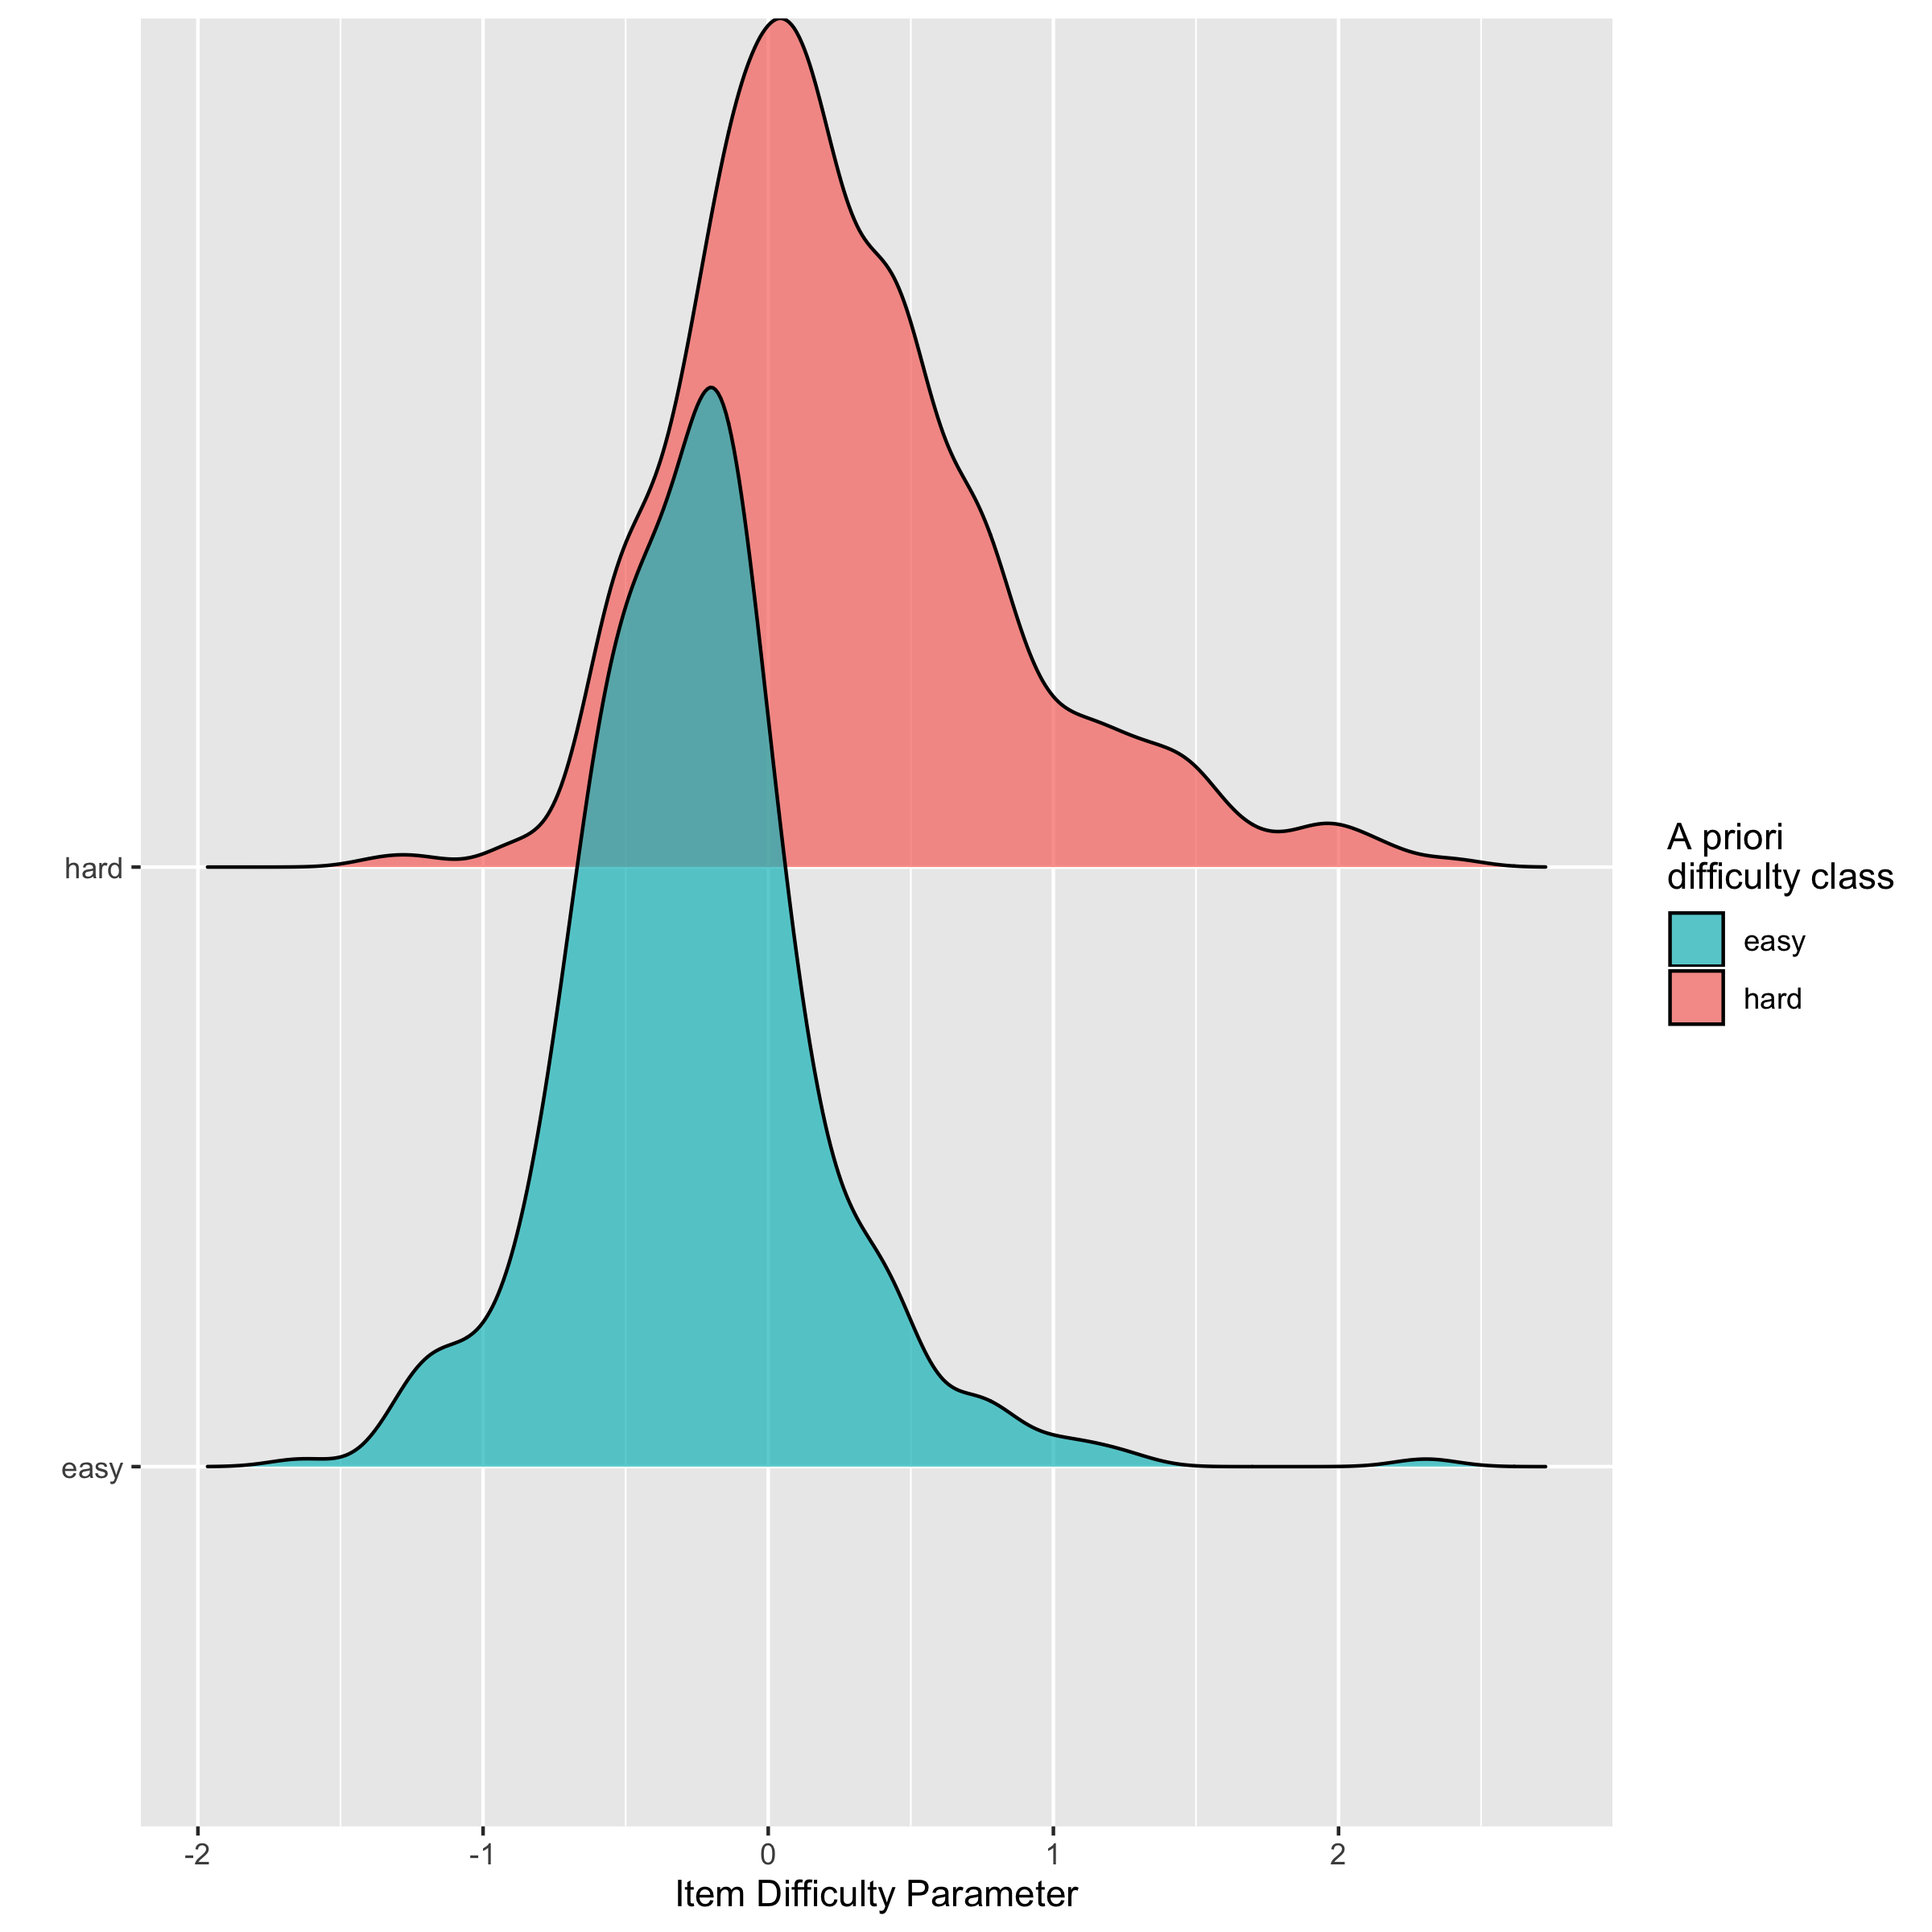 hard
easy
-2
-1
0
1
2
Item Difficulty Parameter
A priori
difficulty class
easy
hard